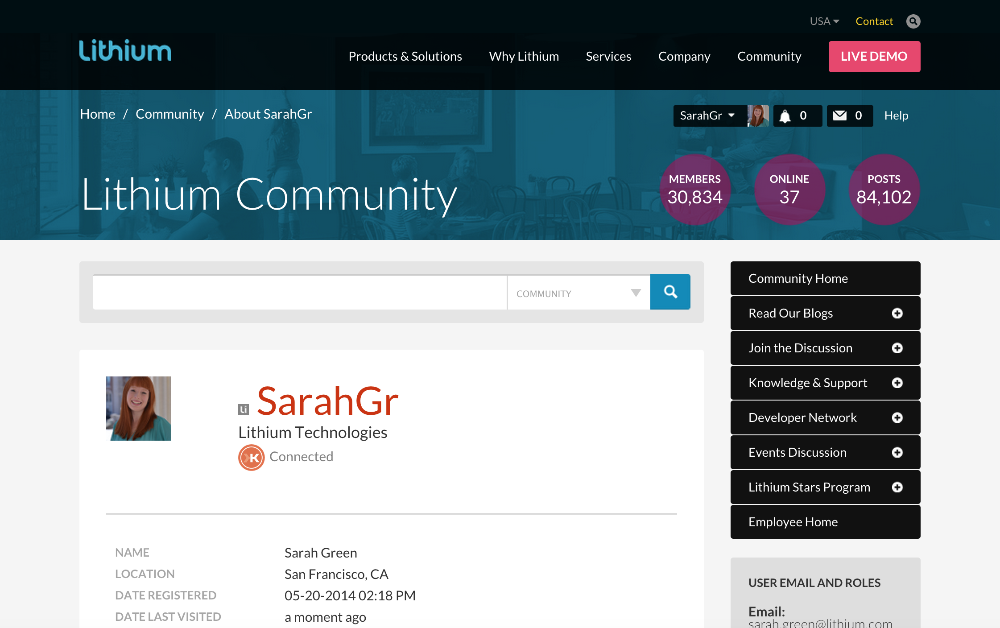 USA Contact
Lithium
Products & Solutions Why Lithium Services Company Community LIVE DEMO
Home / Community / About SarahGr
SarahGr 0 0 Help
Lithium Community
MEMBERS
30,834
ONLINE
37
POSTS
84,102
COMMUNITY
Li SarahGr
Lithium Technologies
K Connected
NAME Sarah Green
LOCATION San Francisco, CA
DATE REGISTERED 05-20-2014 02:18 PM
DATE LAST VISITED a moment ago
Community Home
Read Our Blogs
Join the Discussion
Knowledge & Support
Developer Network
Events Discussion
Lithium Stars Program
Employee Home
USER EMAIL AND ROLES
Email:
sarah.green@lithium.com